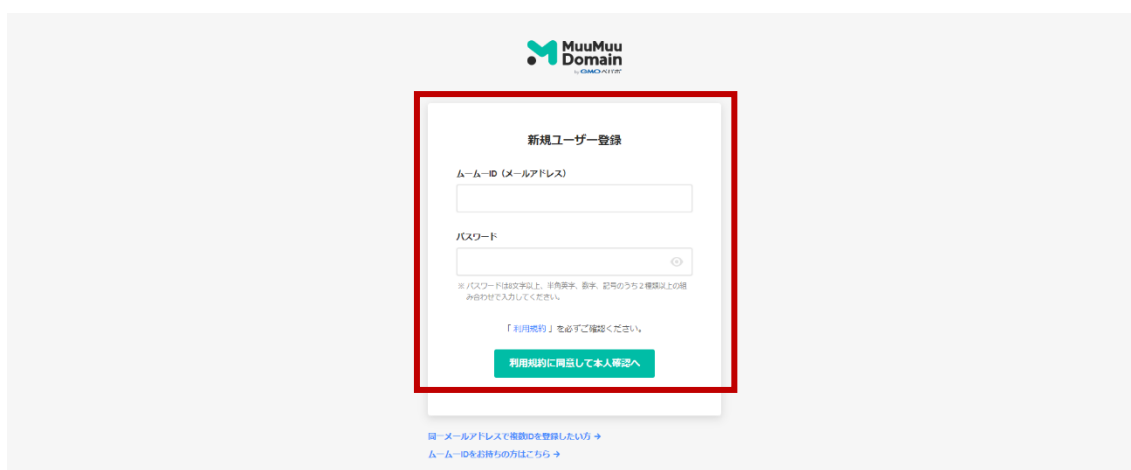 MuuMuu
Domain
by GMOペパボ
新規ユーザー登録
ムームーID（メールアドレス）
パスワード
※ パスワードは8文字以上、半角英字、数字、記号のうち２種類以上の組
み合わせで入力してください。
「 利用規約 」を必ずご確認ください。
利用規約に同意して本人確認へ
同一メールアドレスで複数IDを登録したい方 →
ムームーIDをお持ちの方はこちら →